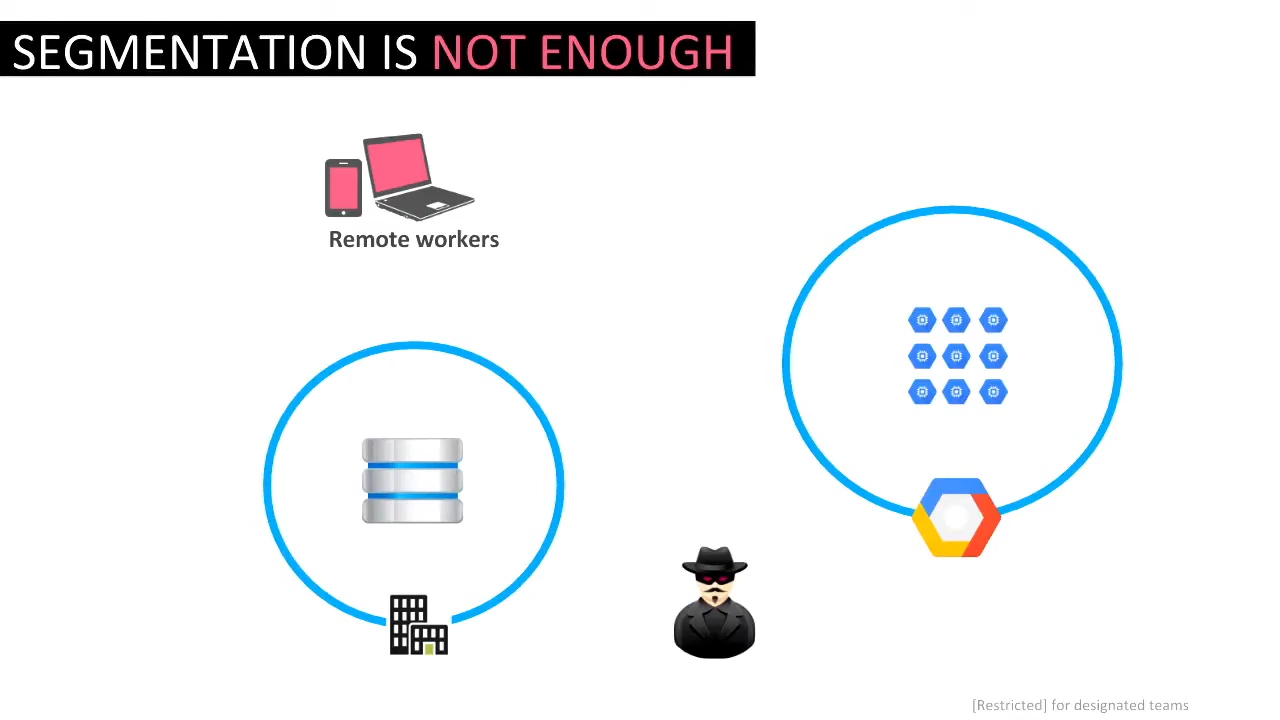 SEGMENTATION IS NOT ENOUGH
Remote workers
[Restricted] for designated teams